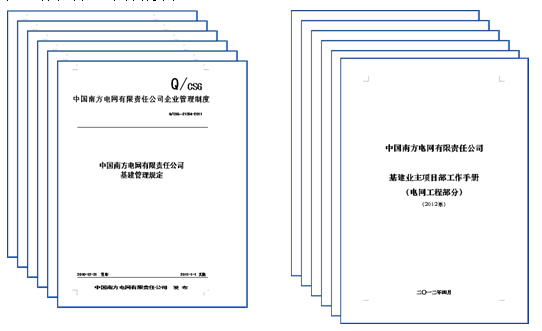 Q/CSG
中国南方电网有限责任公司企业管理制度
中国南方电网有限责任公司
基建管理规定
中国南方电网有限责任公司 发 布
中国南方电网有限责任公司
基建业主项目部工作手册
（电网工程部分）
（2012版）
二〇一二年四月